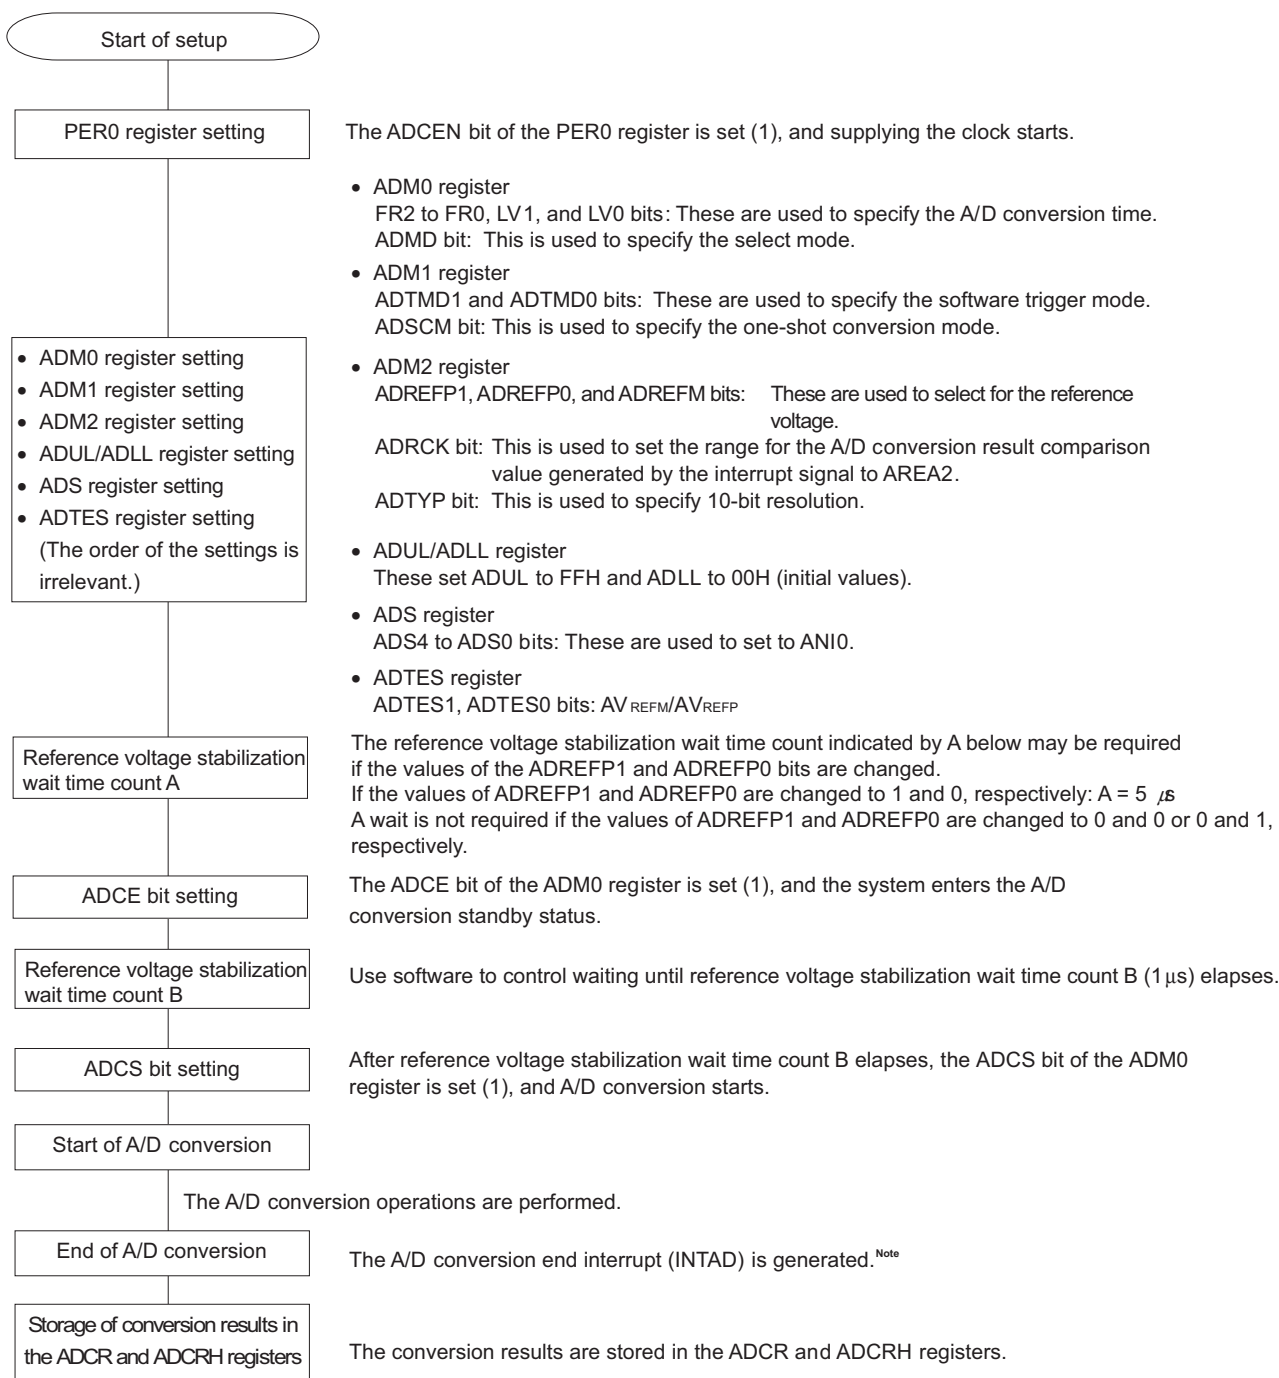 Start of setup
PER0 register setting
The ADCEN bit of the PER0 register is set (1), and supplying the clock starts.
• ADM0 register
FR2 to FR0, LV1, and LV0 bits: These are used to specify the A/D conversion time.
ADMD bit: This is used to specify the select mode.
• ADM1 register
ADTMD1 and ADTMD0 bits: These are used to specify the software trigger mode.
ADSCM bit: This is used to specify the one-shot conversion mode.
• ADM0 register setting
• ADM1 register setting
• ADM2 register setting
• ADUL/ADLL register setting
• ADS register setting
• ADTES register setting
(The order of the settings is
irrelevant.)
• ADM2 register
ADREFP1, ADREFP0, and ADREFM bits: These are used to select for the reference
voltage.
ADRCK bit: This is used to set the range for the A/D conversion result comparison
value generated by the interrupt signal to AREA2.
ADTYP bit: This is used to specify 10-bit resolution.
• ADUL/ADLL register
These set ADUL to FFH and ADLL to 00H (initial values).
• ADS register
ADS4 to ADS0 bits: These are used to set to ANI0.
• ADTES register
ADTES1, ADTES0 bits: AVREFM/AVREFP
Reference voltage stabilization
wait time count A
The reference voltage stabilization wait time count indicated by A below may be required
if the values of the ADREFP1 and ADREFP0 bits are changed.
If the values of ADREFP1 and ADREFP0 are changed to 1 and 0, respectively: A = 5 μs
A wait is not required if the values of ADREFP1 and ADREFP0 are changed to 0 and 0 or 0 and 1,
respectively.
ADCE bit setting
The ADCE bit of the ADM0 register is set (1), and the system enters the A/D
conversion standby status.
Reference voltage stabilization
wait time count B
Use software to control waiting until reference voltage stabilization wait time count B (1μs) elapses.
ADCS bit setting
After reference voltage stabilization wait time count B elapses, the ADCS bit of the ADM0
register is set (1), and A/D conversion starts.
Start of A/D conversion
The A/D conversion operations are performed.
End of A/D conversion
The A/D conversion end interrupt (INTAD) is generated.Note
Storage of conversion results in
the ADCR and ADCRH registers
The conversion results are stored in the ADCR and ADCRH registers.